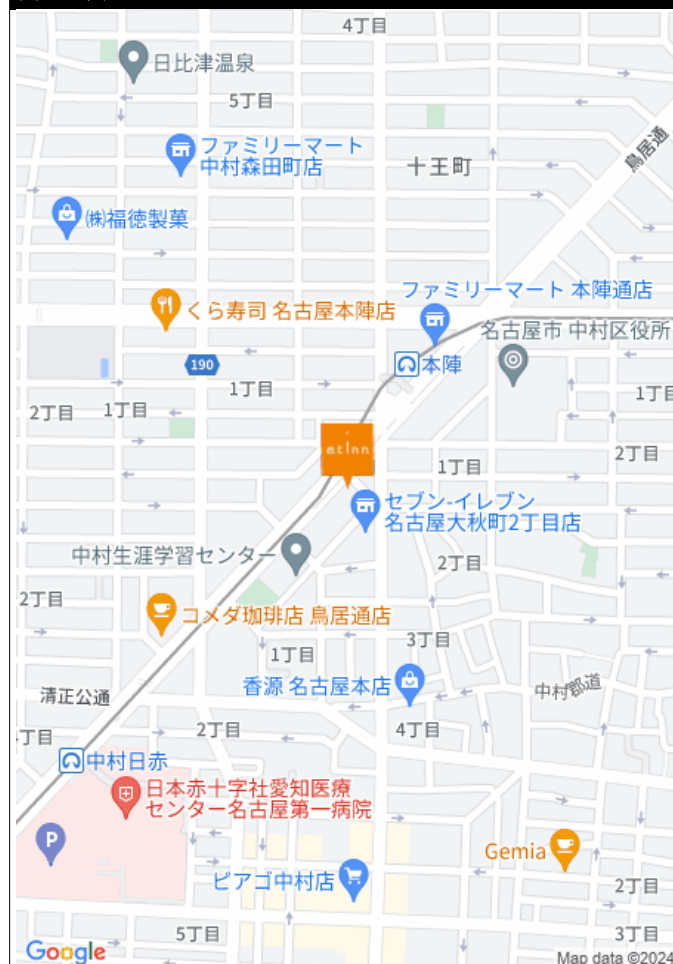 4丁目
日比津温泉
5丁目
鳥居通
ファミリーマート
中村森田町店
十王町
㈱福徳製菓
ファミリーマート 本陣通店
くら寿司 名古屋本陣店
名古屋市 中村区役所
本陣
190
1丁目
1丁目
2丁目
1丁目
atinn
2丁目
1丁目
セブン-イレブン
名古屋大秋町2丁目店
中村生涯学習センター
2丁目
2丁目
コメダ珈琲店 鳥居通店
3丁目
1丁目
香源 名古屋本店
中村郡道
清正公通
2丁目
4丁目
丁目
中村日赤
日本赤十字社愛知医療
センター名古屋第一病院
P
Gemia
ピアゴ中村店
2丁目
5丁目
3丁目
Google
Map data ©2024